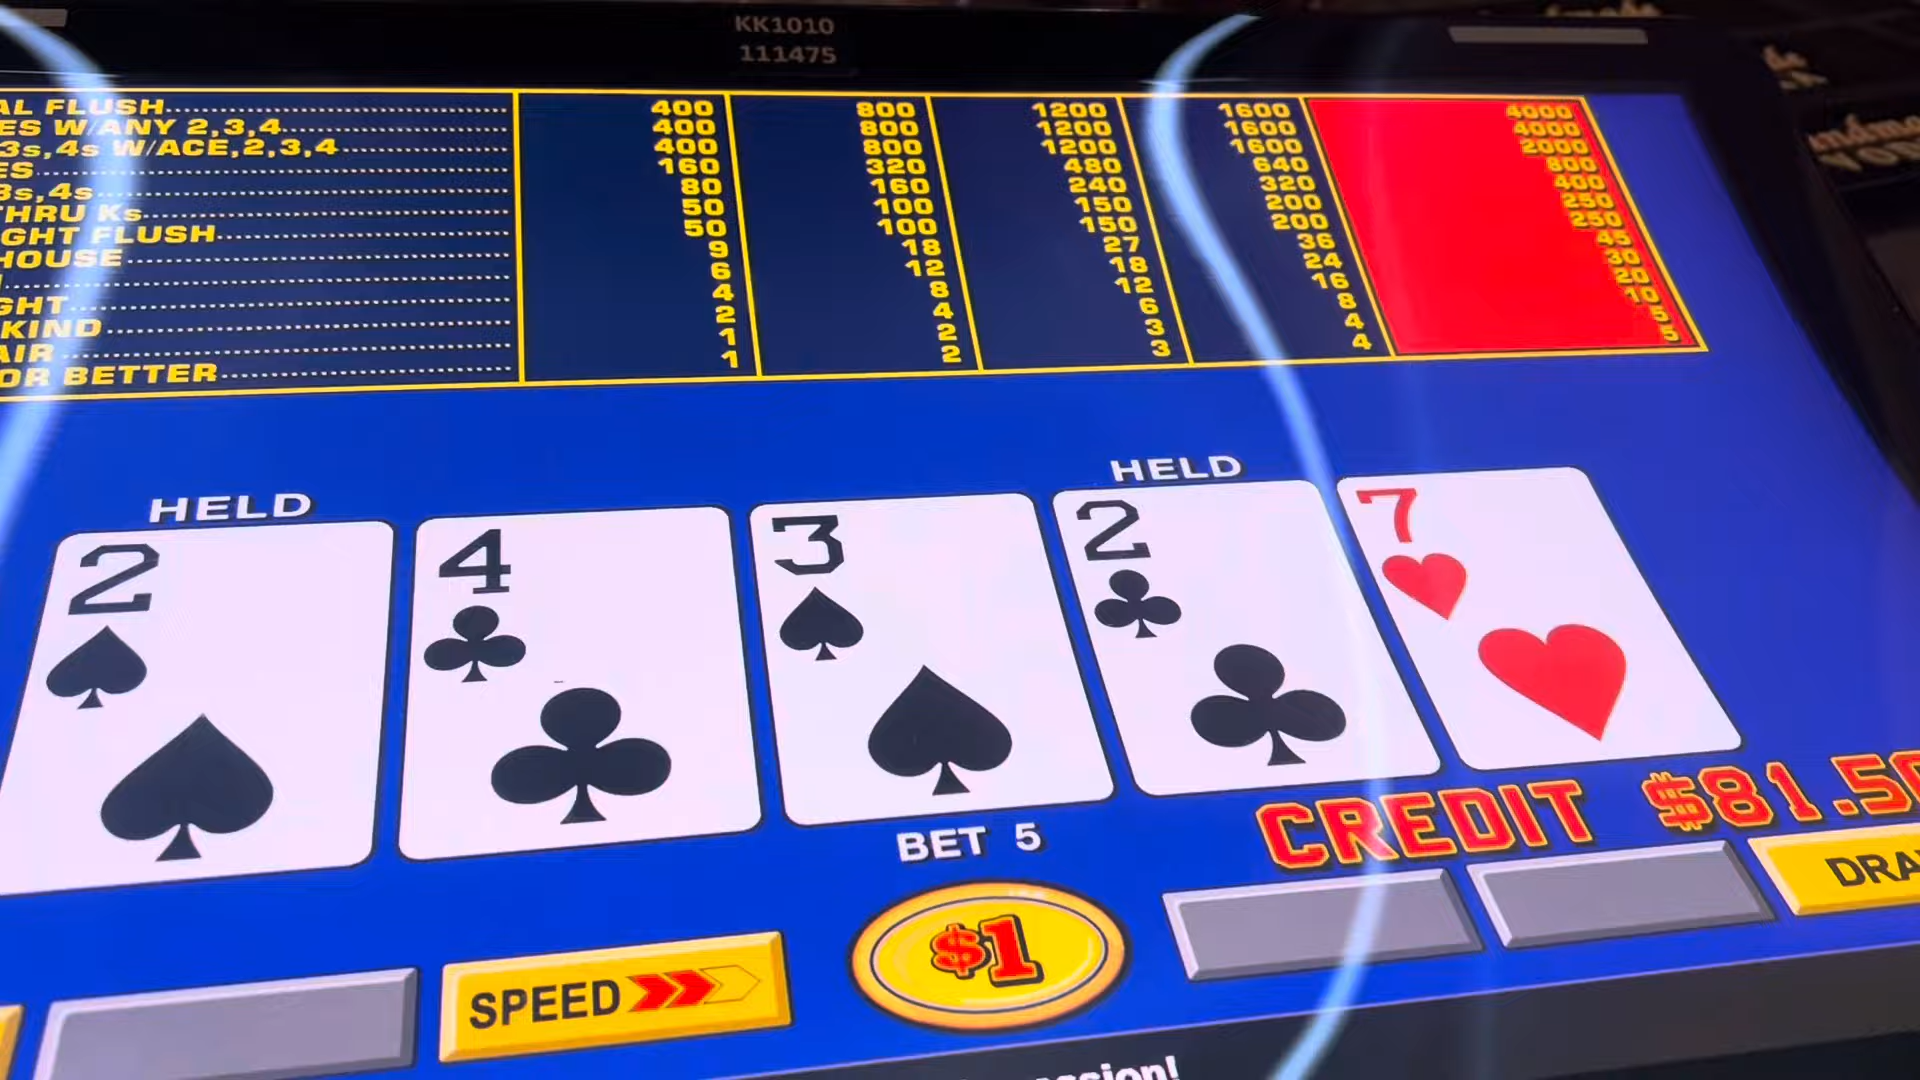 KK1010
111475
AL FLUSH 400 800 1200 1600 4000
ES W/ANY 2,3,4 400 800 1200 1600 4000
3s,4s W/ACE,2,3,4 400 800 1200 1600 2000
ES 160 320 480 640 800
3s,4s 80 160 240 320 400
THRU Ks 50 100 150 200 250
GHT FLUSH 50 100 150 200 250
9 18 27 36 45
HOUSE 6 12 18 24 30
4 8 12 16 20
GHT 2 4 6 8 10
KIND 1 2 3 4 5
AIR 1 2 3 4 5
OR BETTER
HELD
HELD
2
4
3
2
7
BET 5
CREDIT $81.50
DRA
SPEED
$1
ssion!